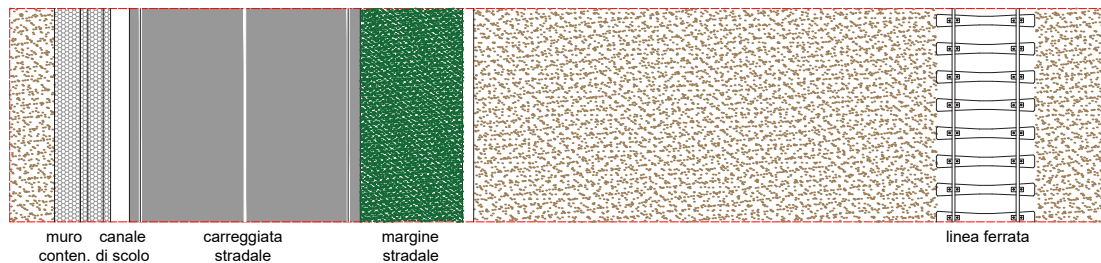 muro
conten.
canale
di scolo
carreggiata
stradale
margine
stradale
linea ferrata